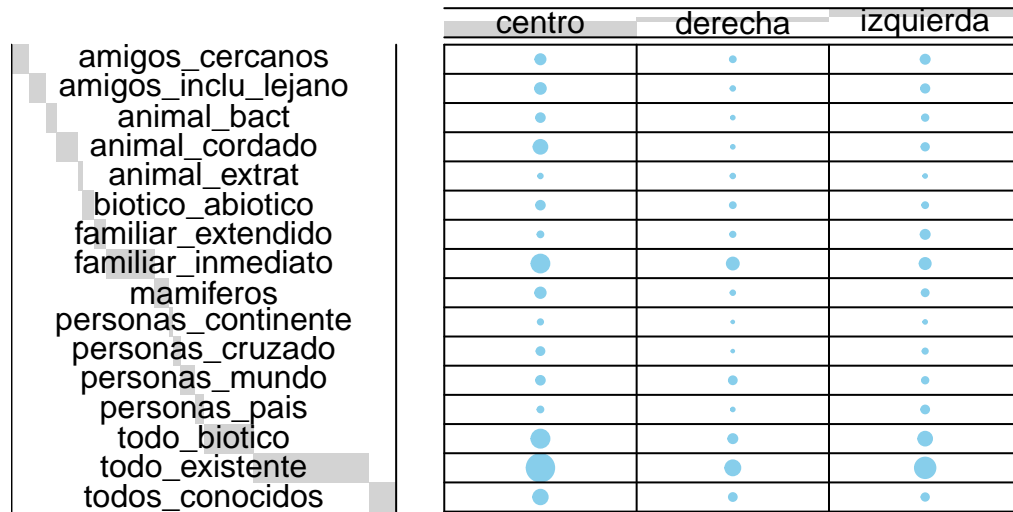 centro derecha izquierda
amigos_cercanos
amigos_inclu_lejano
animal_bact
animal_cordado
animal_extrat
biotico_abiotico
familiar_extendido
familiar_inmediato
mamiferos
personas_continente
personas_cruzado
personas_mundo
personas_pais
todo_biotico
todo_existente
todos_conocidos